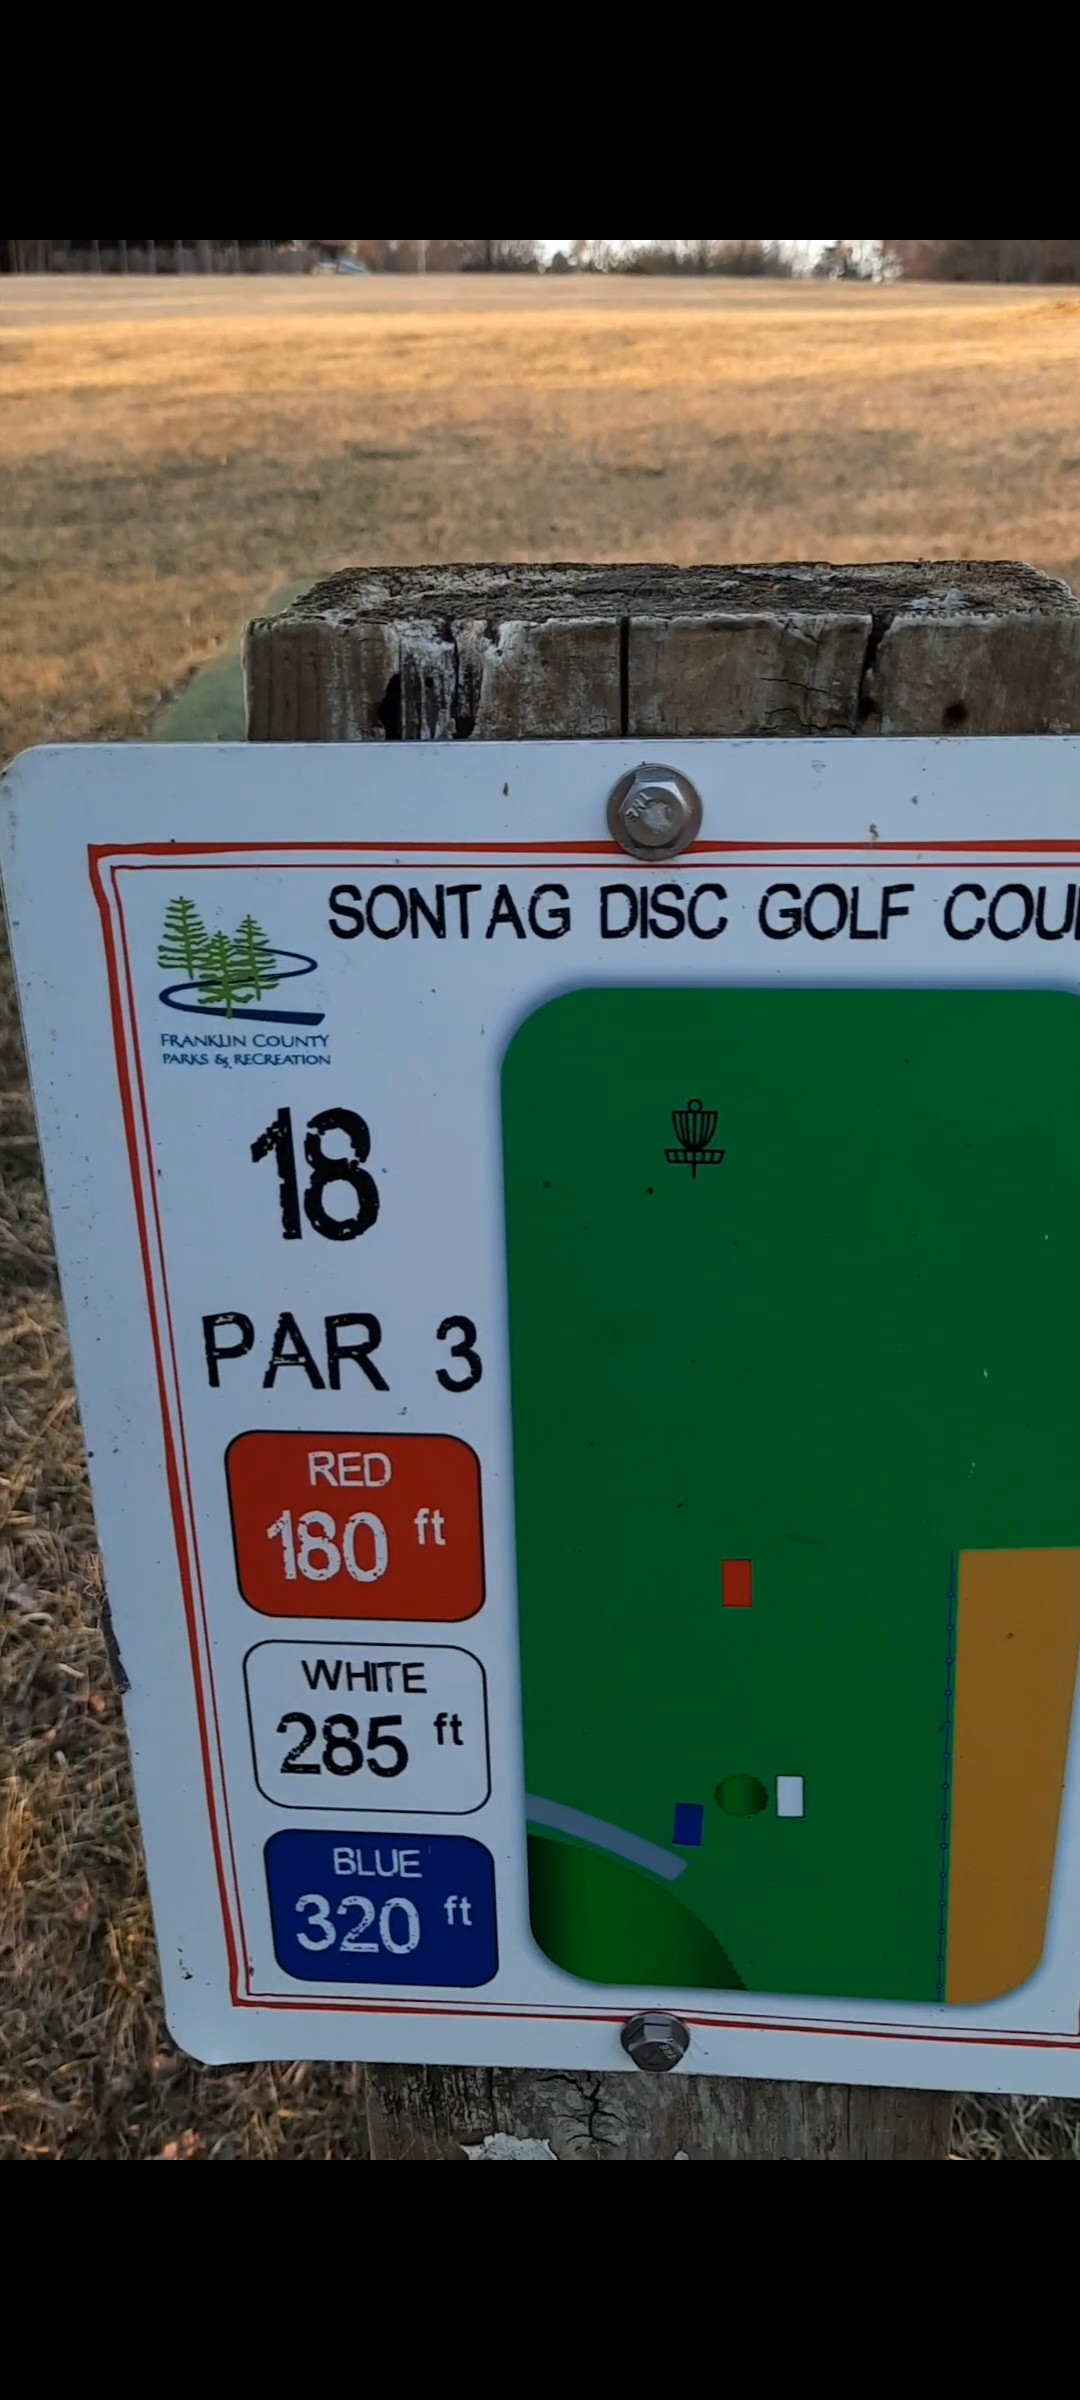 SONTAG DISC GOLF COU
FRANKLIN COUNTY
PARKS & RECREATION
18
PAR 3
RED
180 ft
WHITE
285 ft
BLUE
320 ft